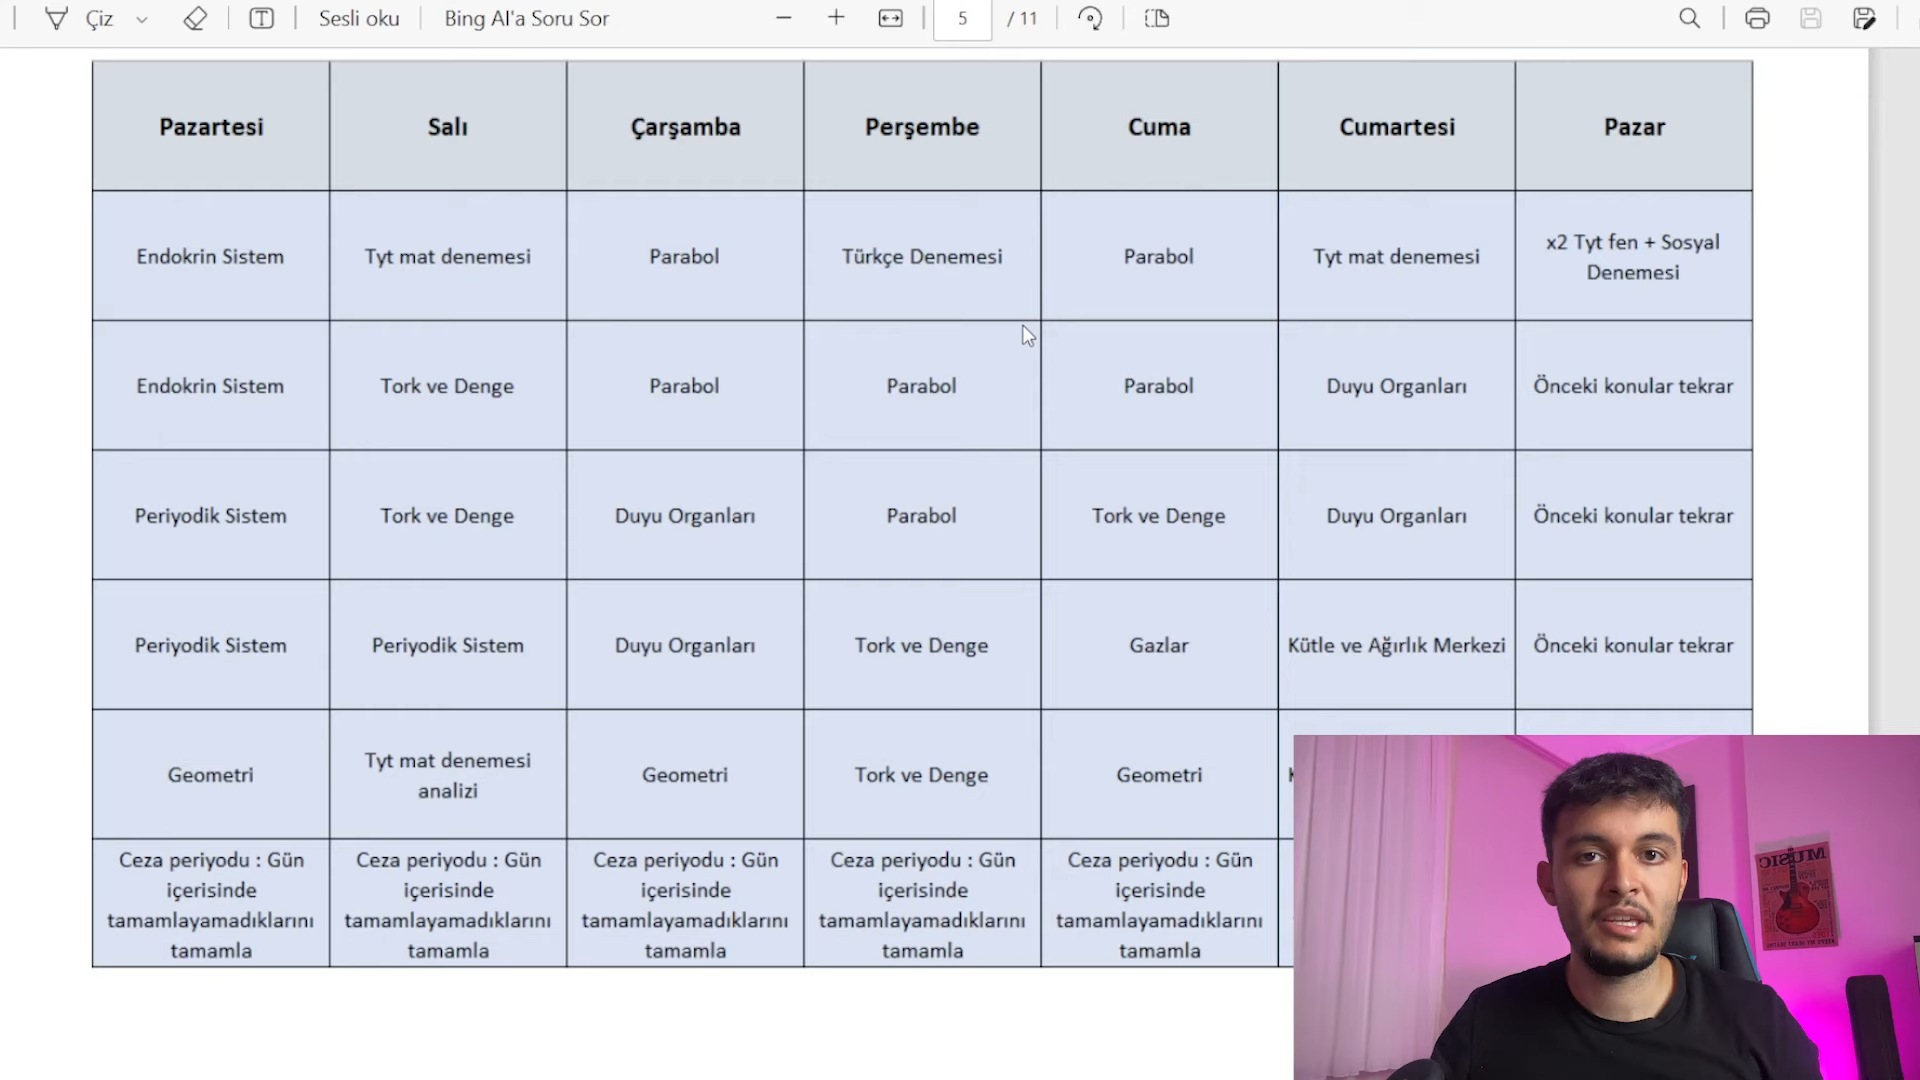 Çiz
Sesli oku
Bing AI'a Soru Sor
5
/ 11
Pazartesi
Salı
Çarşamba
Perşembe
Cuma
Cumartesi
Pazar
Endokrin Sistem
Tyt mat denemesi
Parabol
Türkçe Denemesi
Parabol
Tyt mat denemesi
x2 Tyt fen + Sosyal
Denemesi
Endokrin Sistem
Tork ve Denge
Parabol
Parabol
Parabol
Duyu Organları
Önceki konular tekrar
Periyodik Sistem
Tork ve Denge
Duyu Organları
Parabol
Tork ve Denge
Duyu Organları
Önceki konular tekrar
Periyodik Sistem
Periyodik Sistem
Duyu Organları
Tork ve Denge
Gazlar
Kütle ve Ağırlık Merkezi
Önceki konular tekrar
Geometri
Tyt mat denemesi
analizi
Geometri
Tork ve Denge
Geometri
Ceza periyodu : Gün
içerisinde
tamamlayamadıklarını
tamamla
Ceza periyodu : Gün
içerisinde
tamamlayamadıklarını
tamamla
Ceza periyodu : Gün
içerisinde
tamamlayamadıklarını
tamamla
Ceza periyodu : Gün
içerisinde
tamamlayamadıklarını
tamamla
Ceza periyodu : Gün
içerisinde
tamamlayamadıklarını
tamamla
MUSIC